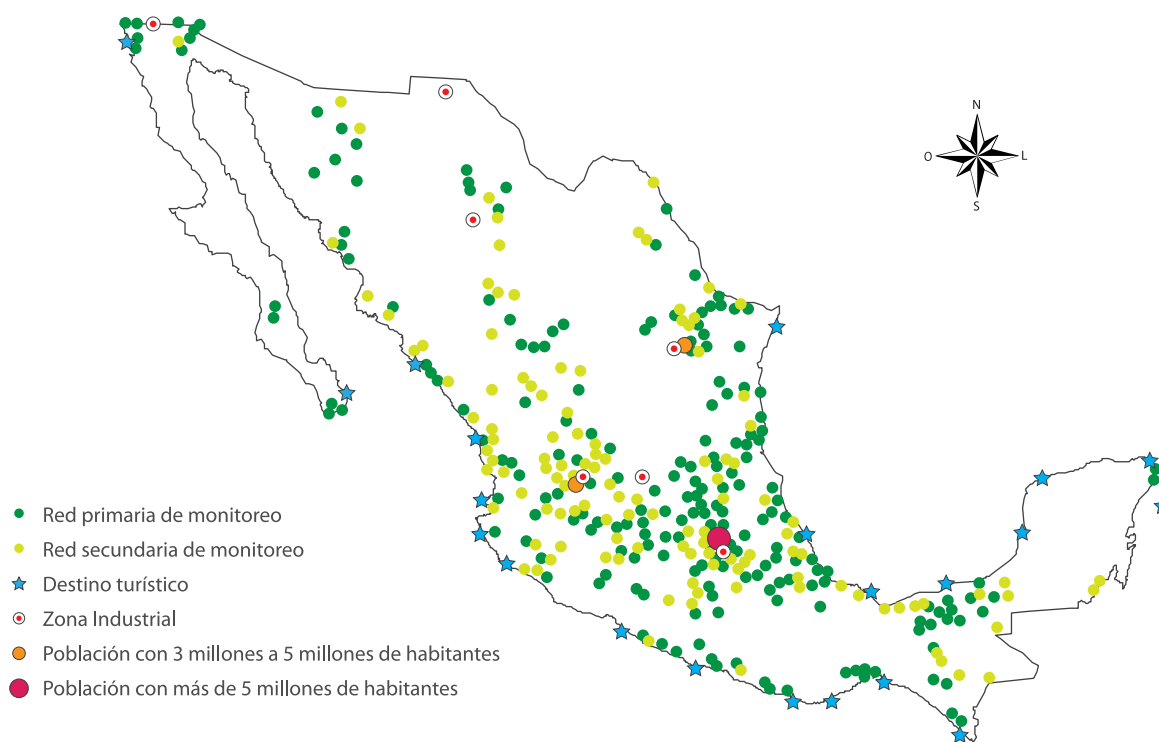 N
O
L
S
Red primaria de monitoreo
Red secundaria de monitoreo
Destino turístico
Zona Industrial
Población con 3 millones a 5 millones de habitantes
Población con más de 5 millones de habitantes